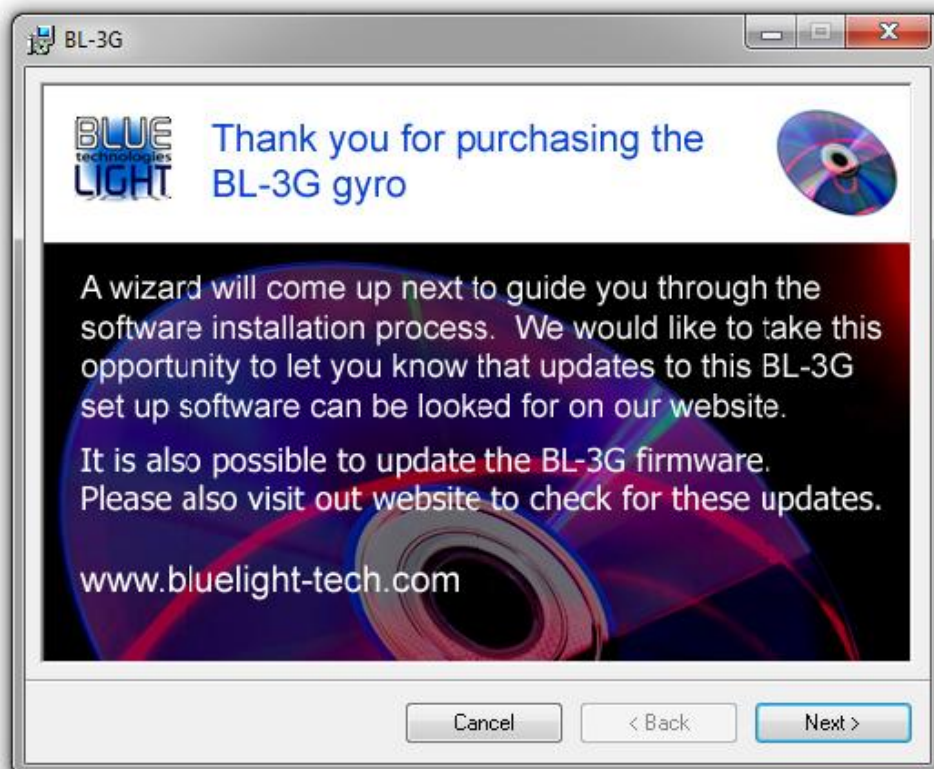 BL-3G
BLUE
technologies
LIGHT
Thank you for purchasing the
BL-3G gyro
A wizard will come up next to guide you through the
software installation process. We would like to take this
opportunity to let you know that updates to this BL-3G
set up software can be looked for on our website.
It is also possible to update the BL-3G firmware.
Please also visit out website to check for these updates.
www.bluelight-tech.com
Cancel
< Back
Next >